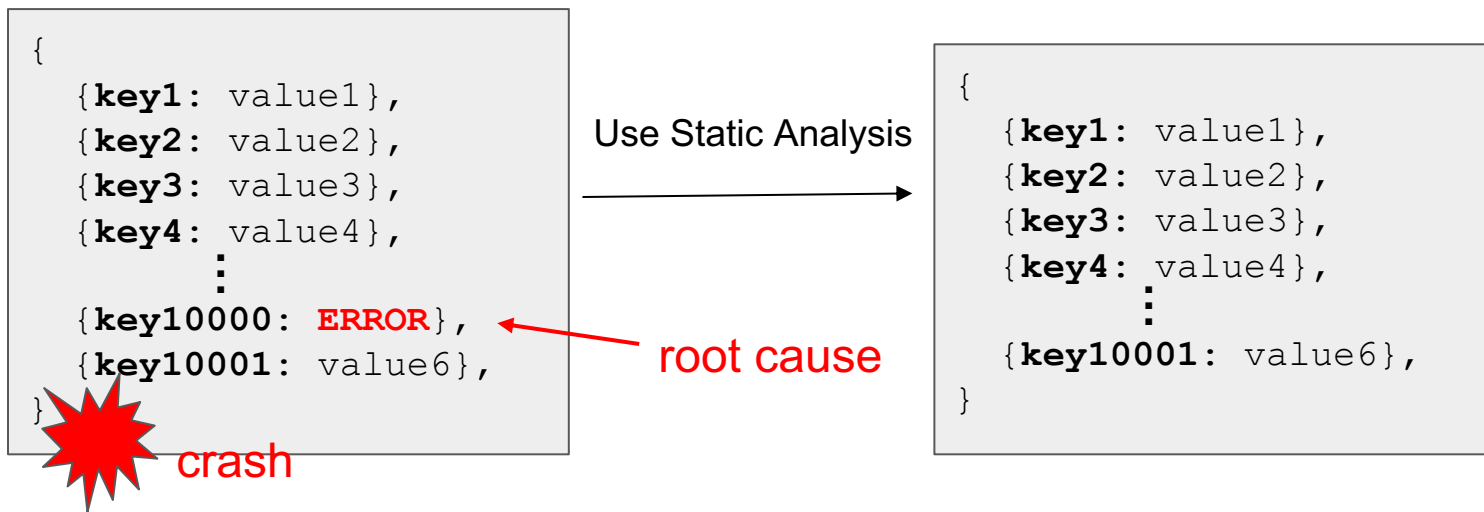 {
{key1: value1},
{key2: value2},
{key3: value3},
{key4: value4},
⋮
{key10000: ERROR},
{key10001: value6},
}
crash
Use Static Analysis
root cause
{
{key1: value1},
{key2: value2},
{key3: value3},
{key4: value4},
⋮
{key10001: value6},
}